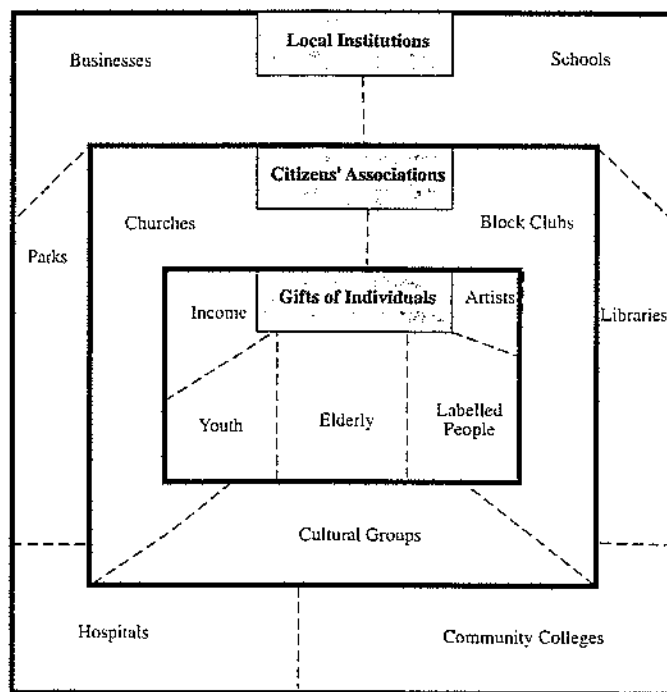 Local Institutions
Businesses
Schools
Citizens' Associations
Churches
Block Clubs
Parks
Gifts of Individuals
Artists
Income
Libraries
Youth
Elderly
Labelled
People
Cultural Groups
Hospitals
Community Colleges